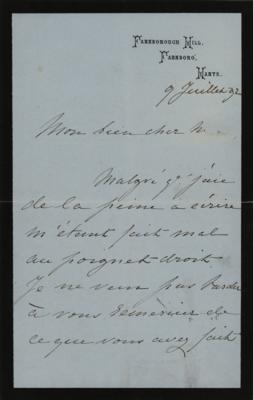 Farnborough Hill,
Farnboro',
Hants.
9 Juillet 92
Mon bien cher M
Malgré q. j'aie
de la peine à écrire
m'étant fait mal
au poignet droit
Je ne veux pas tarder
à vous remercier de
ce que vous avez fait